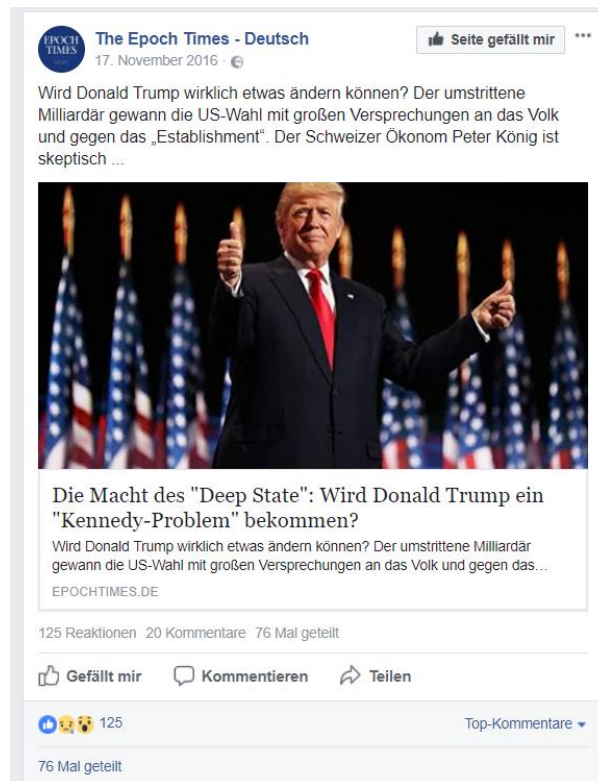 EPOCH
TIMES
The Epoch Times - Deutsch
17. November 2016 ·
Seite gefällt mir
...
Wird Donald Trump wirklich etwas ändern können? Der umstrittene
Milliardär gewann die US-Wahl mit großen Versprechungen an das Volk
und gegen das „Establishment“. Der Schweizer Ökonom Peter König ist
skeptisch ...
Die Macht des "Deep State": Wird Donald Trump ein
"Kennedy-Problem" bekommen?
Wird Donald Trump wirklich etwas ändern können? Der umstrittene Milliardär
gewann die US-Wahl mit großen Versprechungen an das Volk und gegen das...
EPOCHTIMES.DE
125 Reaktionen 20 Kommentare 76 Mal geteilt
Gefällt mir Kommentieren Teilen
125 Top-Kommentare
76 Mal geteilt